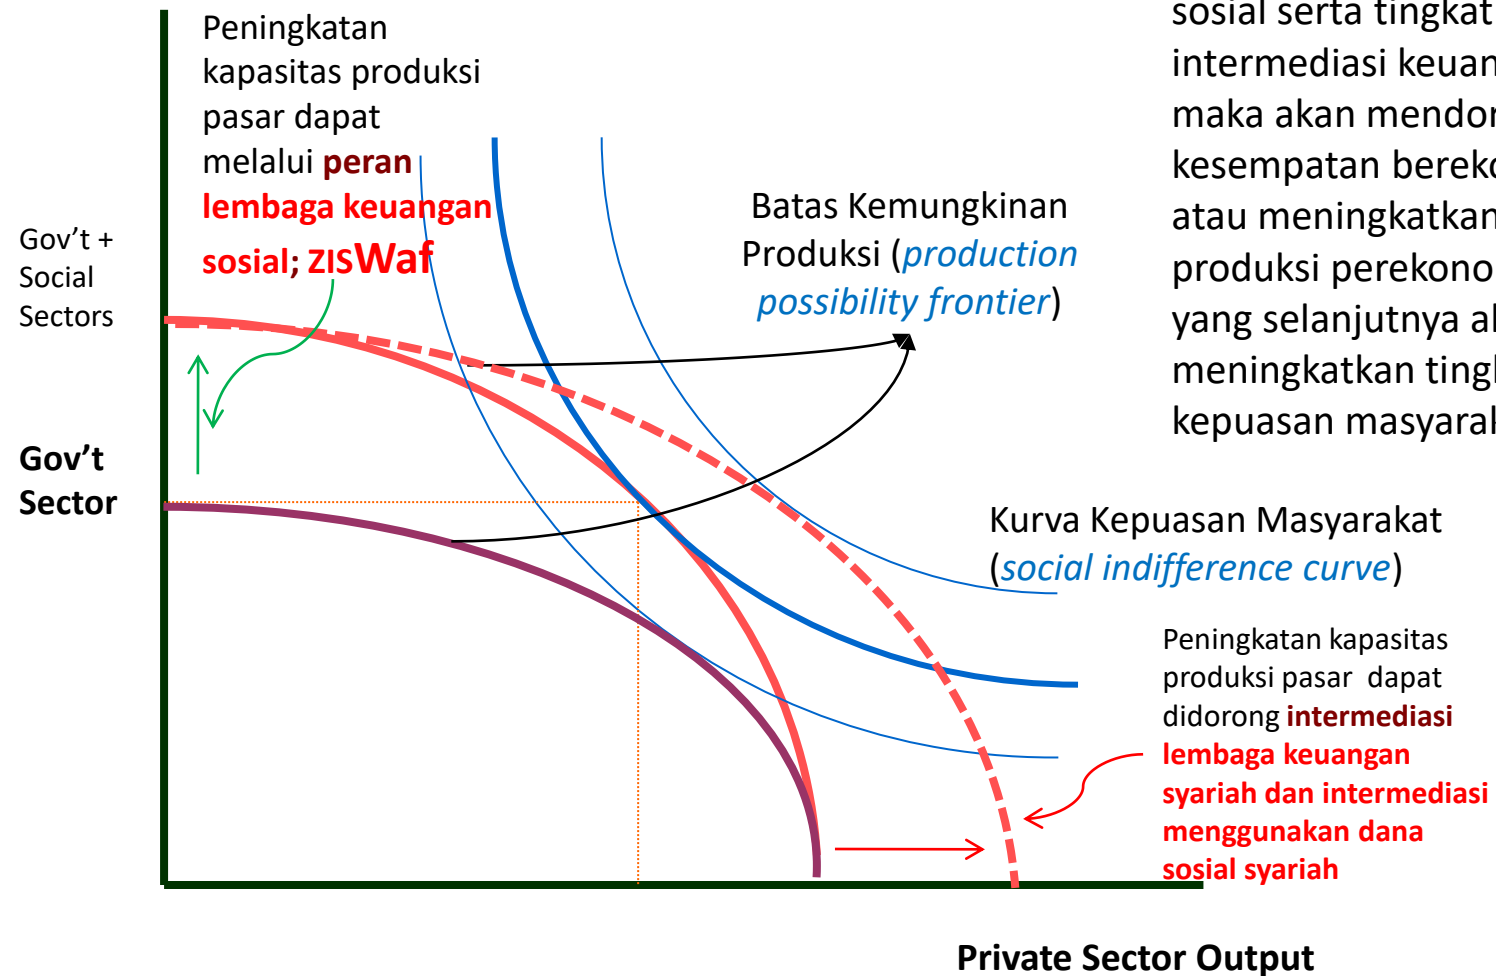 Peningkatan
kapasitas produksi
pasar dapat
melalui peran
lembaga keuangan
sosial; ZISWaf
Gov't +
Social
Sectors
Gov't
Sector
Batas Kemungkinan
Produksi (production
possibility frontier)
sosial serta tingkat
intermediasi keuan
maka akan mendor
kesempatan bereko
atau meningkatkan
produksi perekono
yang selanjutnya a
meningkatkan ting
kepuasan masyarak
Kurva Kepuasan Masyarakat
(social indifference curve)
Peningkatan kapasitas
produksi pasar dapat
didorong intermediasi
lembaga keuangan
syariah dan intermediasi
menggunakan dana
sosial syariah
Private Sector Output